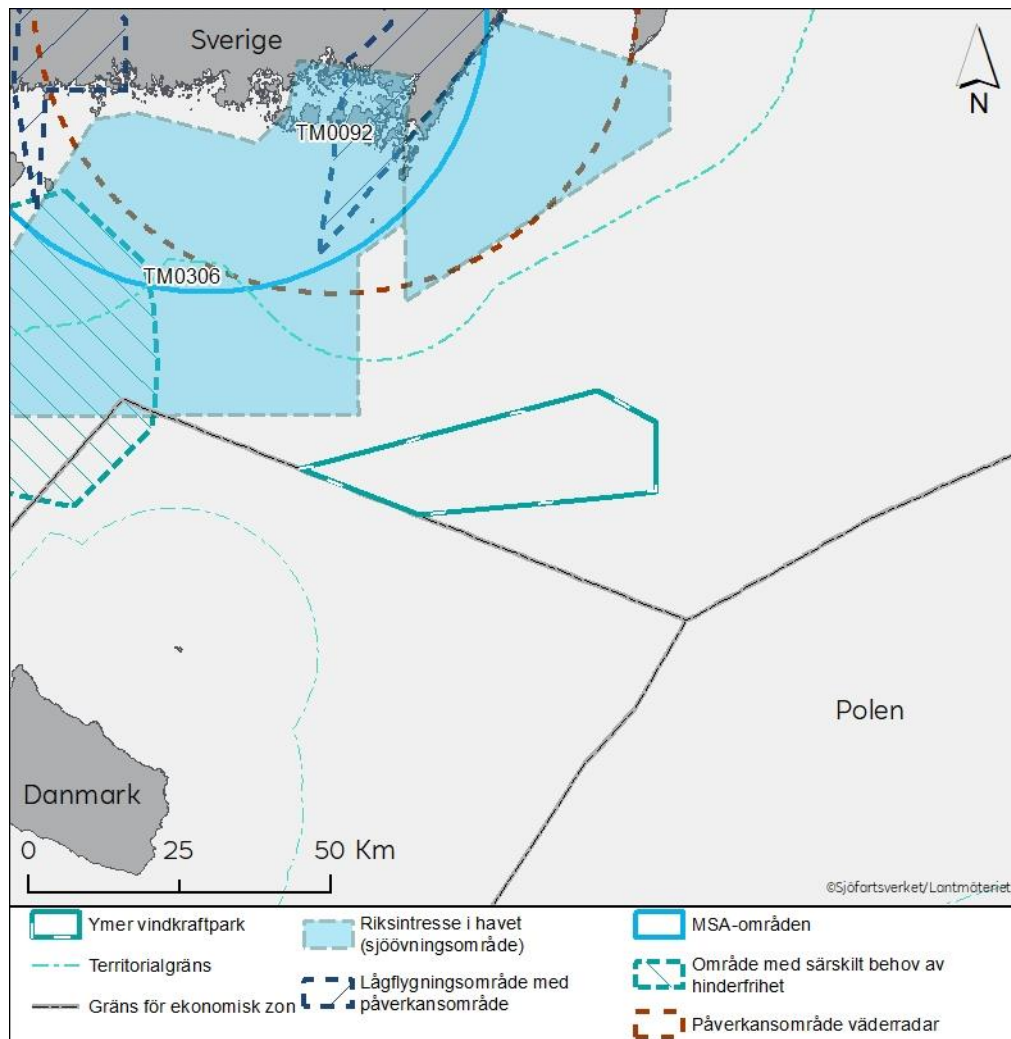 Sverige
N
TM0092
TM0306
Polen
Danmark
0 25 50 Km
©Sjöfartsverket/Lantmäteriet
Ymer vindkraftpark
Territorialgräns
Gräns för ekonomisk zon
Riksintresse i havet
(sjöövningsområde)
Lågflygningsområde med
påverkansområde
MSA-områden
Område med särskilt behov av
hinderfrihet
Påverkansområde väderradar